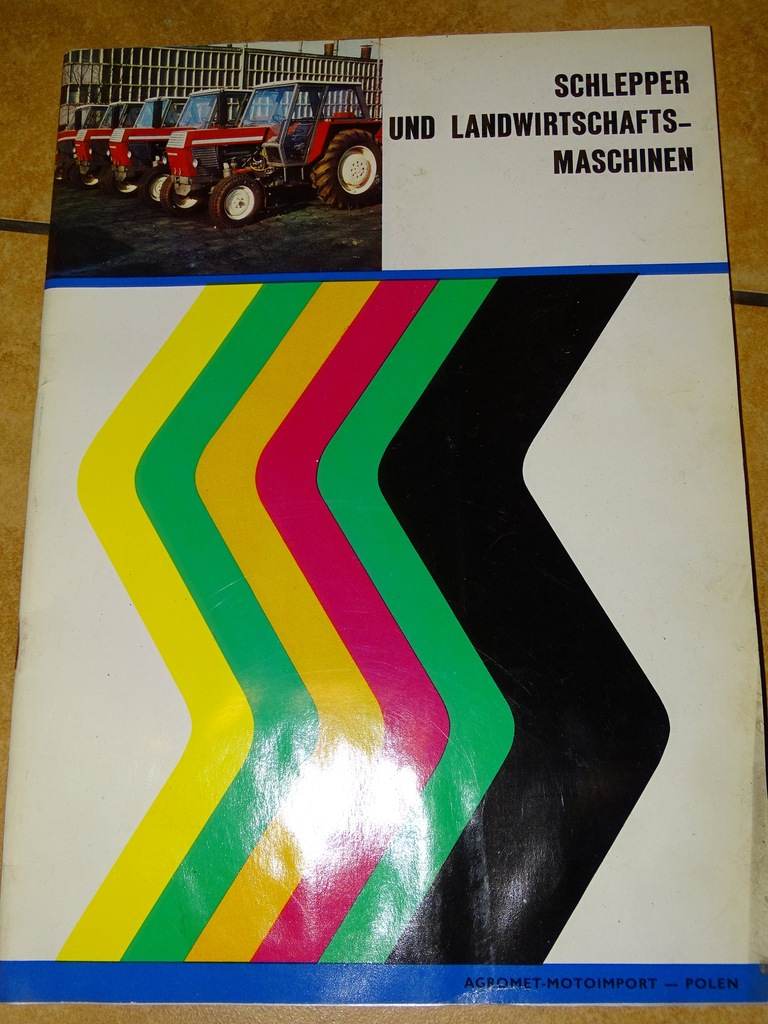 SCHLEPPER
UND LANDWIRTSCHAFTS-
MASCHINEN
AGROMET-MOTOIMPORT — POLEN